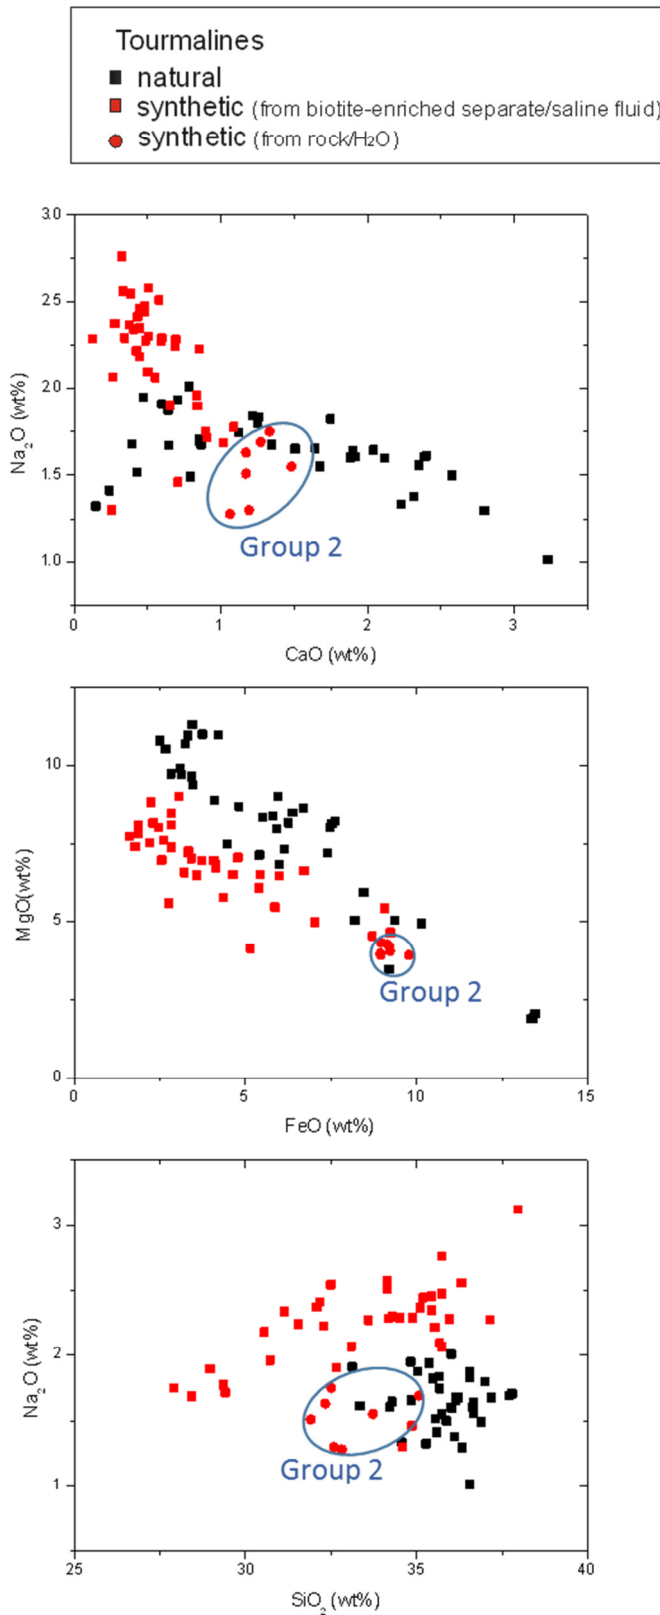 Tourmalines
natural
synthetic (from biotite-enriched separate/saline fluid)
synthetic (from rock/H₂O)
3.0
2.5
2.0
1.5
1.0
Na₂O (wt%)
Group 2
0
1
2
3
CaO (wt%)
10
5
0
MgO(wt%)
Group 2
0
5
10
15
FeO (wt%)
3
2
1
Na₂O (wt%)
Group 2
25
30
35
40
SiO₂ (wt%)